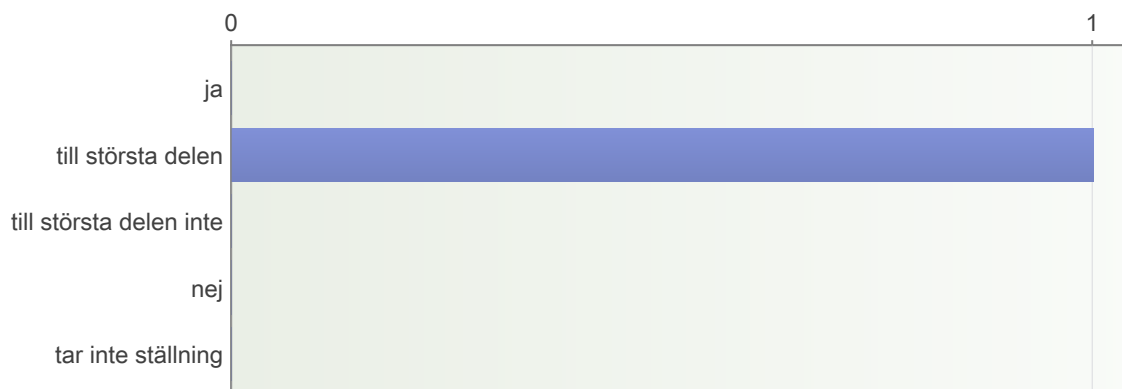 0 1
ja
till största delen
till största delen inte
nej
tar inte ställning